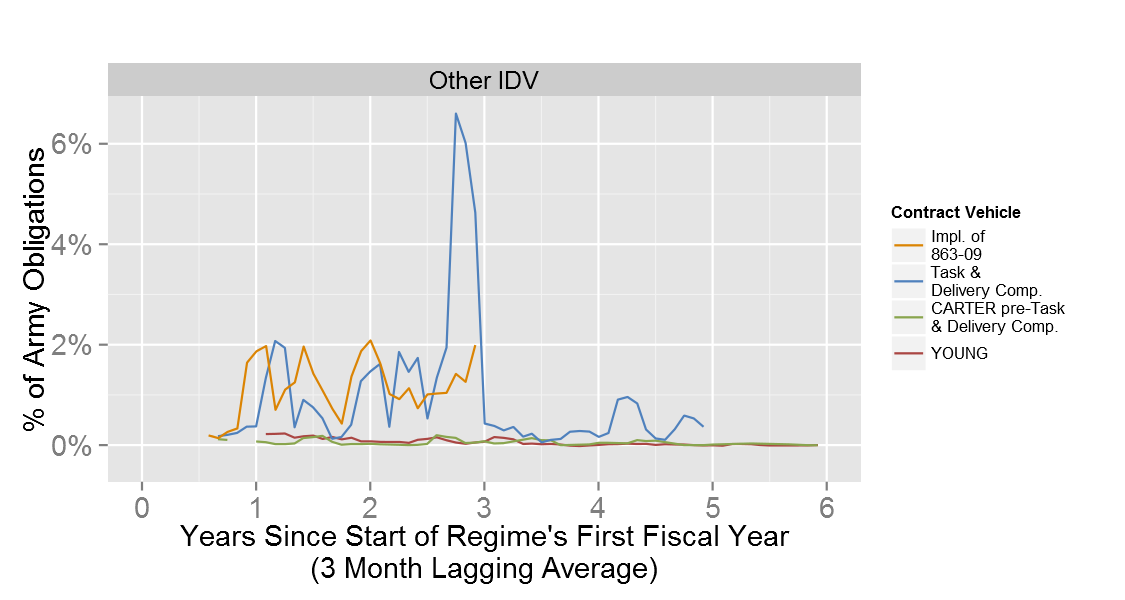 Other IDV
% of Army Obligations
6%
4%
2%
0%
0 1 2 3 4 5 6
Years Since Start of Regime's First Fiscal Year
(3 Month Lagging Average)
Contract Vehicle
Impl. of
863-09
Task &
Delivery Comp.
CARTER pre-Task
& Delivery Comp.
YOUNG